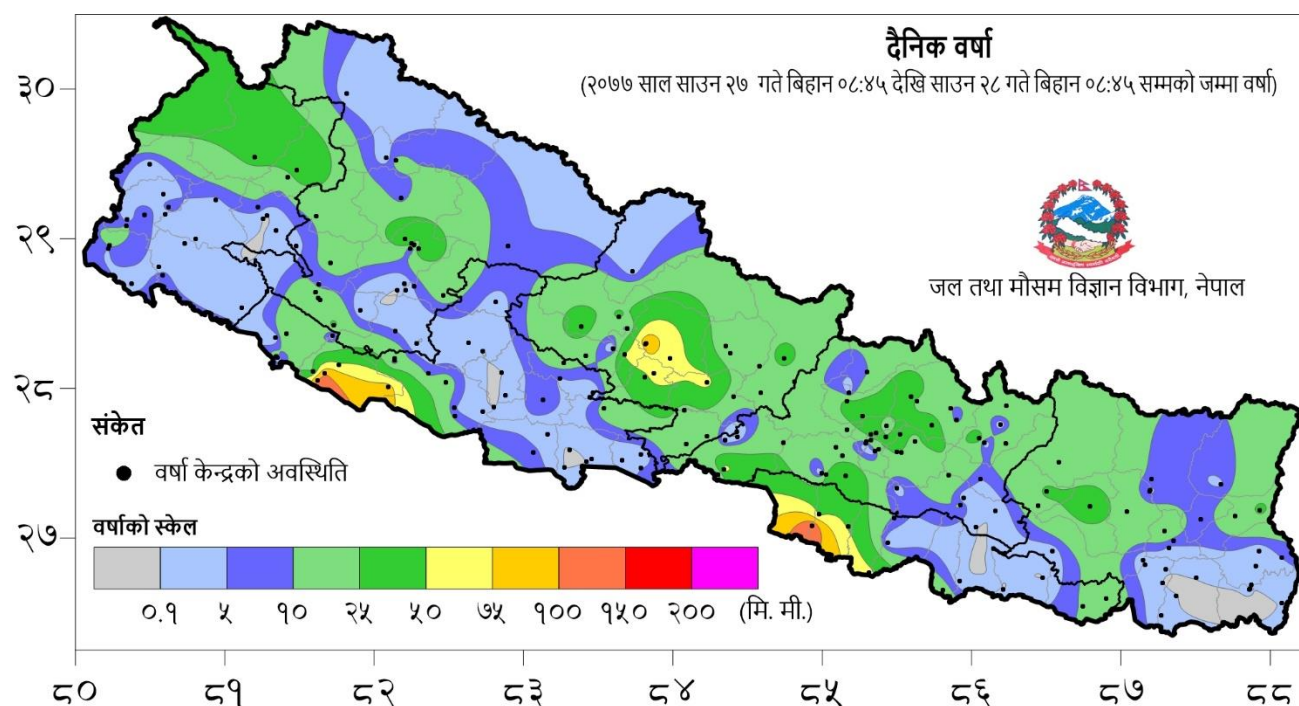 दैनिक वर्षा
(२०७७ साल साउन २७ गते बिहान ०८:४५ देखि साउन २८ गते बिहान ०८:४५ सम्मको जम्मा वर्षा)
३०
२९
जल तथा मौसम विज्ञान विभाग, नेपाल
२८
संकेत
वर्षा केन्द्रको अवस्थिति
२७
वर्षाको स्केल
०.१ ५ १० २५ ५० ७५ १०० १५० २०० (मि. मी.)
८० ८१ ८२ ८३ ८४ ८५ ८६ ८७ ८८